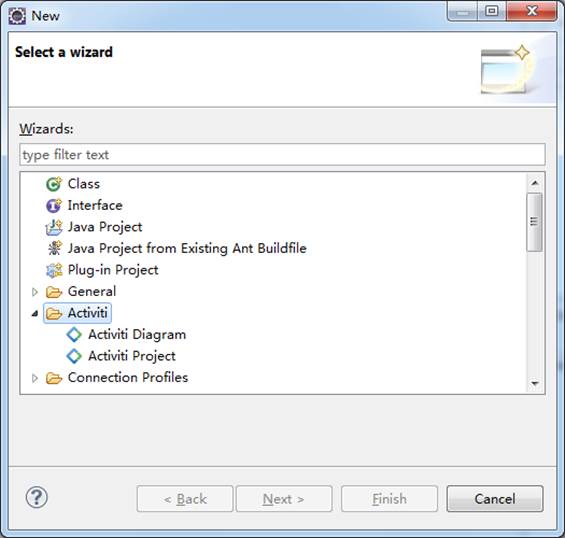 New
Select a wizard
Wizards:
type filter text
Class
Interface
Java Project
Java Project from Existing Ant Buildfile
Plug-in Project
General
Activiti
Activiti Diagram
Activiti Project
Connection Profiles
? < Back Next > Finish Cancel